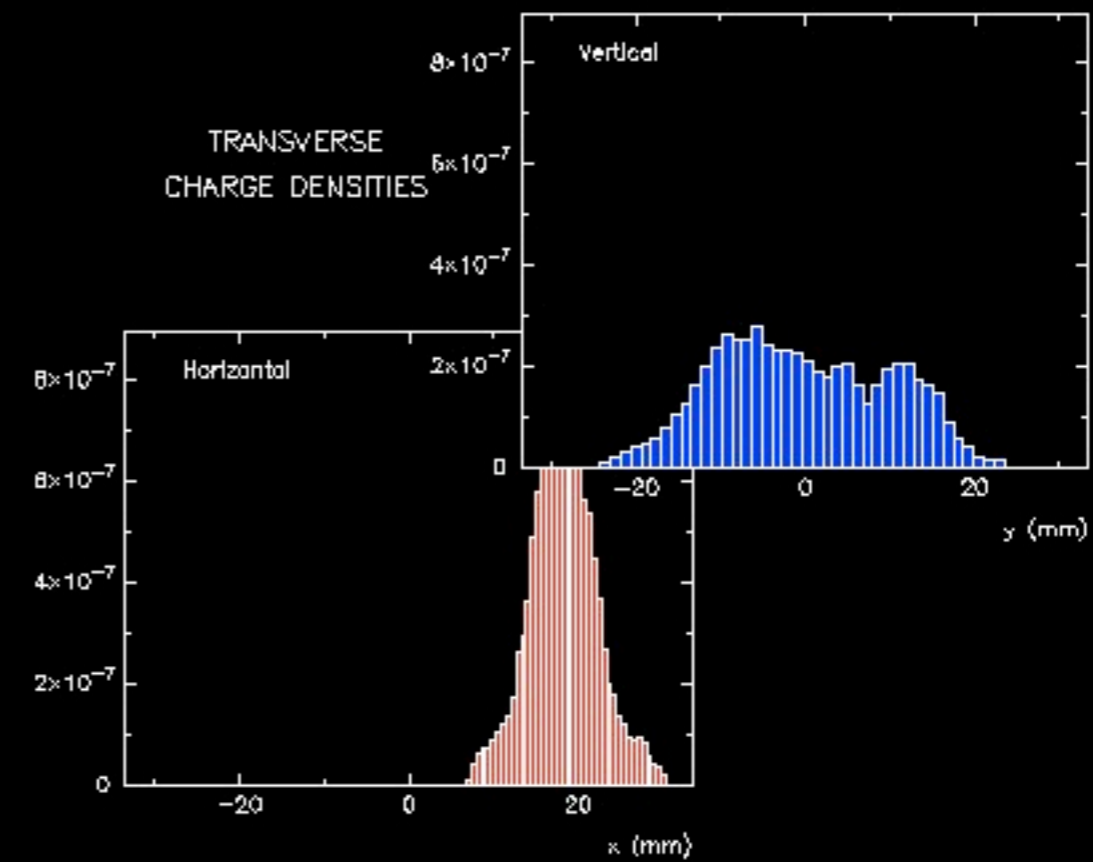 TRANSVERSE
CHARGE DENSITIES
Vertical
8×10⁻⁷
6×10⁻⁷
4×10⁻⁷
2×10⁻⁷
0
-20 0 20
y (mm)
Horizontal
8×10⁻⁷
6×10⁻⁷
4×10⁻⁷
2×10⁻⁷
0
-20 0 20
x (mm)